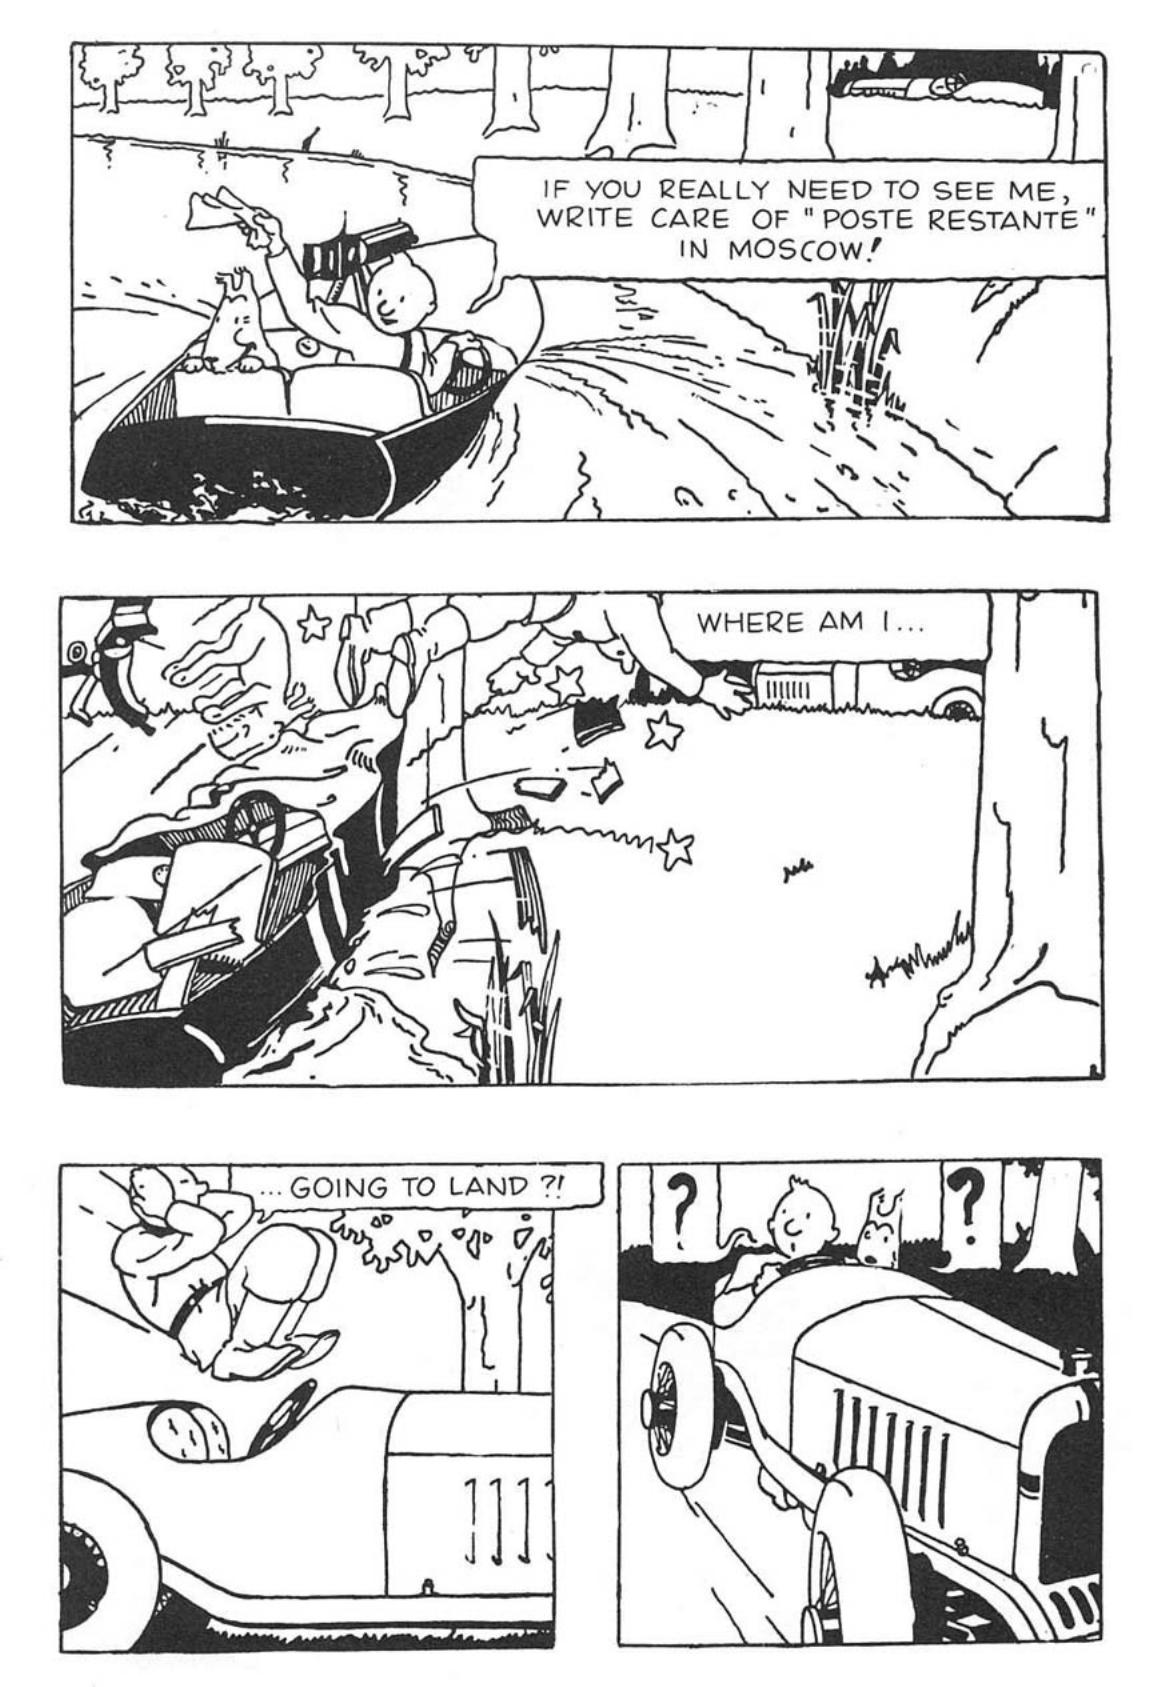 IF YOU REALLY NEED TO SEE ME,
WRITE CARE OF "POSTE RESTANTE"
IN MOSCOW!
WHERE AM I...
...GOING TO LAND ?!
?
?